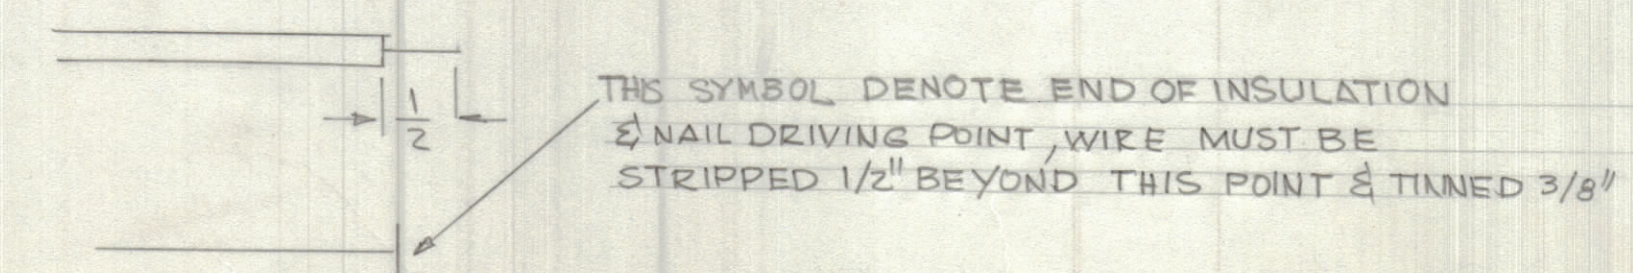 1/2
THIS SYMBOL DENOTE END OF INSULATION
& NAIL DRIVING POINT, WIRE MUST BE
STRIPPED 1/2" BEYOND THIS POINT & TINNED 3/8"